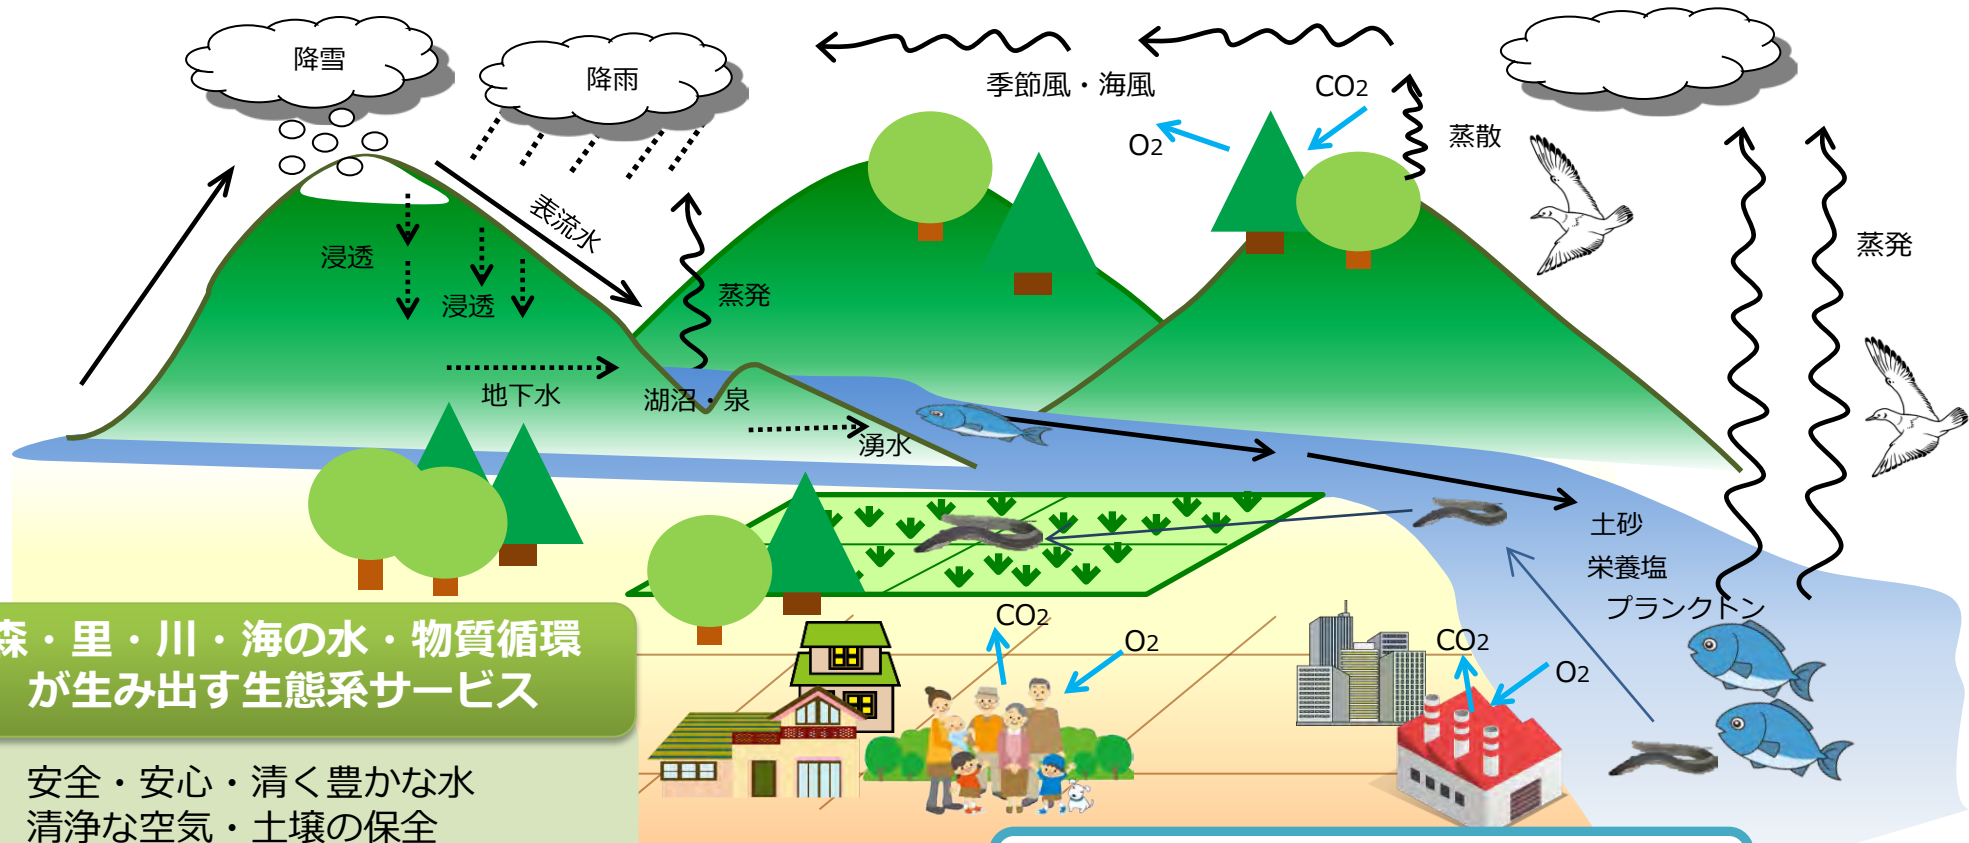 降雪
降雨
季節風・海風
CO2
O2
蒸散
表流水
浸透
浸透
蒸発
蒸発
地下水
湖沼・泉
湧水
土砂
栄養塩
プランクトン
CO2
O2
CO2
O2
森・里・川・海の水・物質循環
が生み出す生態系サービス
安全・安心・清く豊かな水
清浄な空気・土壌の保全